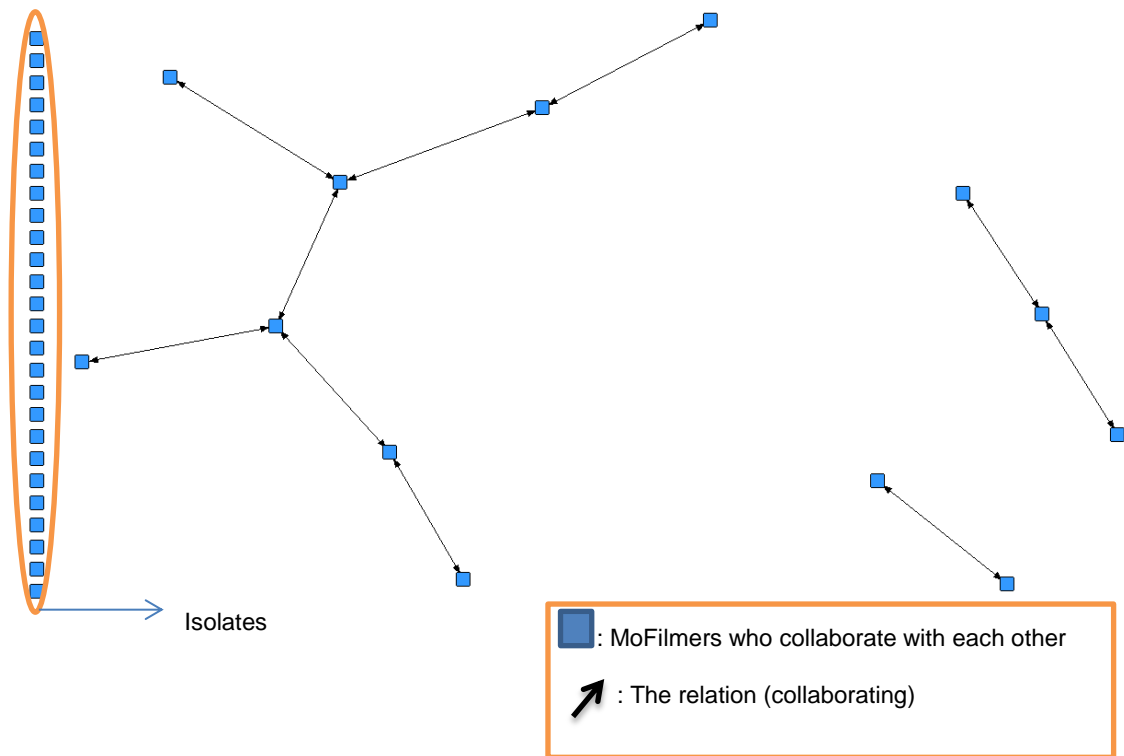 Isolates
: MoFilmers who collaborate with each other
: The relation (collaborating)